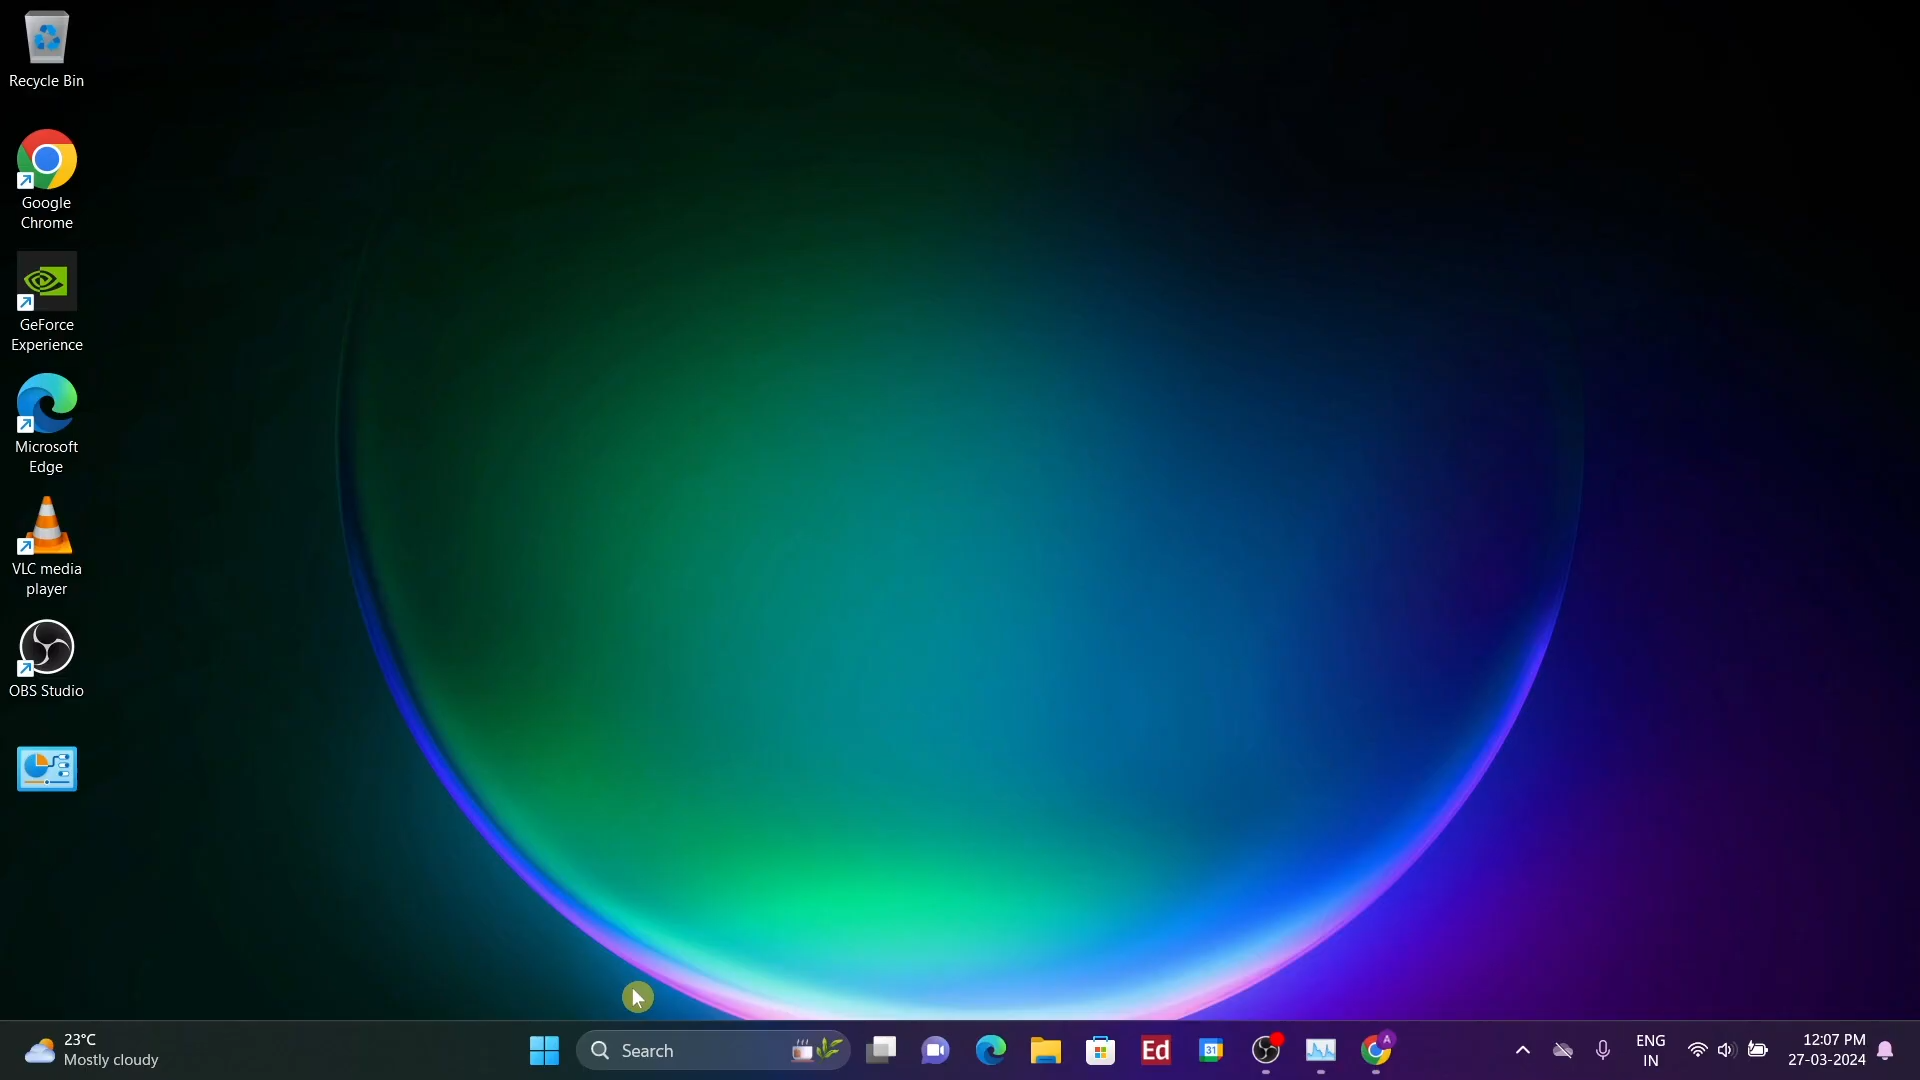 Recycle Bin
Google
Chrome
GeForce
Experience
Microsoft
Edge
VLC media
player
OBS Studio
23°C
Mostly cloudy
Search
Ed
31
A
ENG
IN
12:07 PM
27-03-2024